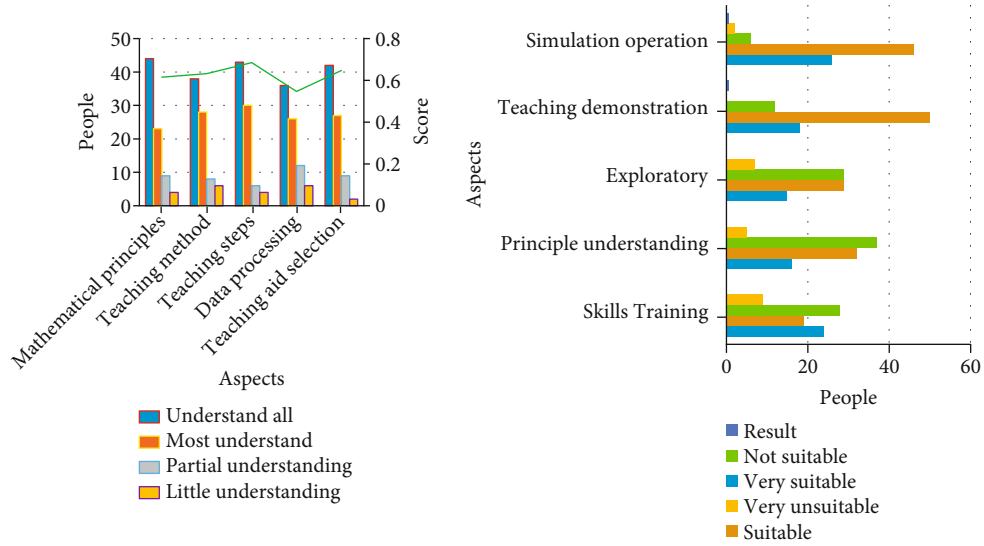 50
40
30
20
10
0
People
0.8
0.6
0.4
0.2
0
Score
Mathematical principles
Teaching method
Teaching steps
Data processing
Teaching aid selection
Aspects
Understand all
Most understand
Partial understanding
Little understanding
Aspects
Simulation operation
Teaching demonstration
Exploratory
Principle understanding
Skills Training
0 20 40 60
People
Result
Not suitable
Very suitable
Very unsuitable
Suitable